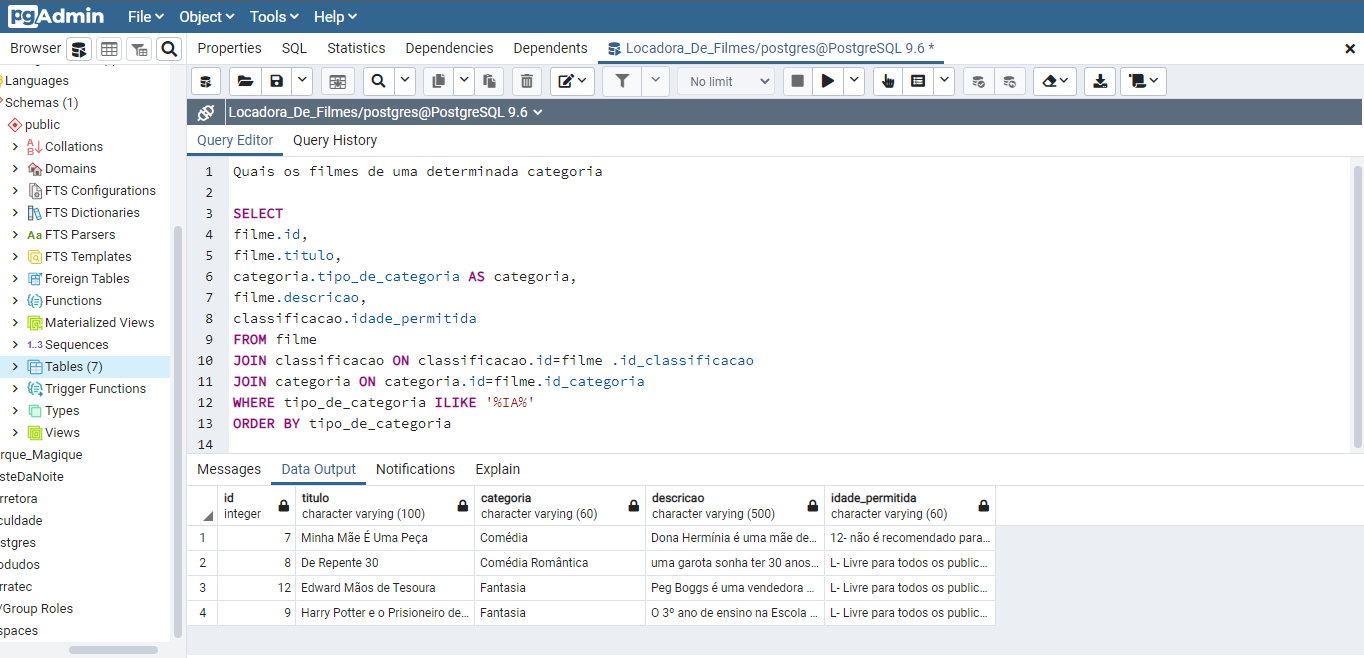 pgAdmin File Object Tools Help
Browser Properties SQL Statistics Dependencies Dependents Locadora_De_Filmes/postgres@PostgreSQL 9.6 *
No limit
Locadora_De_Filmes/postgres@PostgreSQL 9.6
Query Editor Query History
Languages
Schemas (1)
public
Collations
Domains
FTS Configurations
FTS Dictionaries
Aa FTS Parsers
FTS Templates
Foreign Tables
Functions
Materialized Views
1..3 Sequences
Tables (7)
Trigger Functions
Types
Views
rque_Magique
steDaNoite
rretora
culdade
stgres
odudos
rratec
/Group Roles
spaces
1 Quais os filmes de uma determinada categoria
2
3 SELECT
4 filme.id,
5 filme.titulo,
6 categoria.tipo_de_categoria AS categoria,
7 filme.descricao,
8 classificacao.idade_permitida
9 FROM filme
10 JOIN classificacao ON classificacao.id=filme .id_classificacao
11 JOIN categoria ON categoria.id=filme.id_categoria
12 WHERE tipo_de_categoria ILIKE '%IA%'
13 ORDER BY tipo_de_categoria
14
Messages Data Output Notifications Explain
id titulo categoria descricao idade_permitida
integer character varying (100) character varying (60) character varying (500) character varying (60)
1 7 Minha Mãe É Uma Peça Comédia Dona Hermínia é uma mãe de... 12- não é recomendado para...
2 8 De Repente 30 Comédia Romântica uma garota sonha ter 30 anos... L- Livre para todos os public...
3 12 Edward Mãos de Tesoura Fantasia Peg Boggs é uma vendedora ... L- Livre para todos os public...
4 9 Harry Potter e o Prisioneiro de... Fantasia O 3º ano de ensino na Escola ... L- Livre para todos os public...